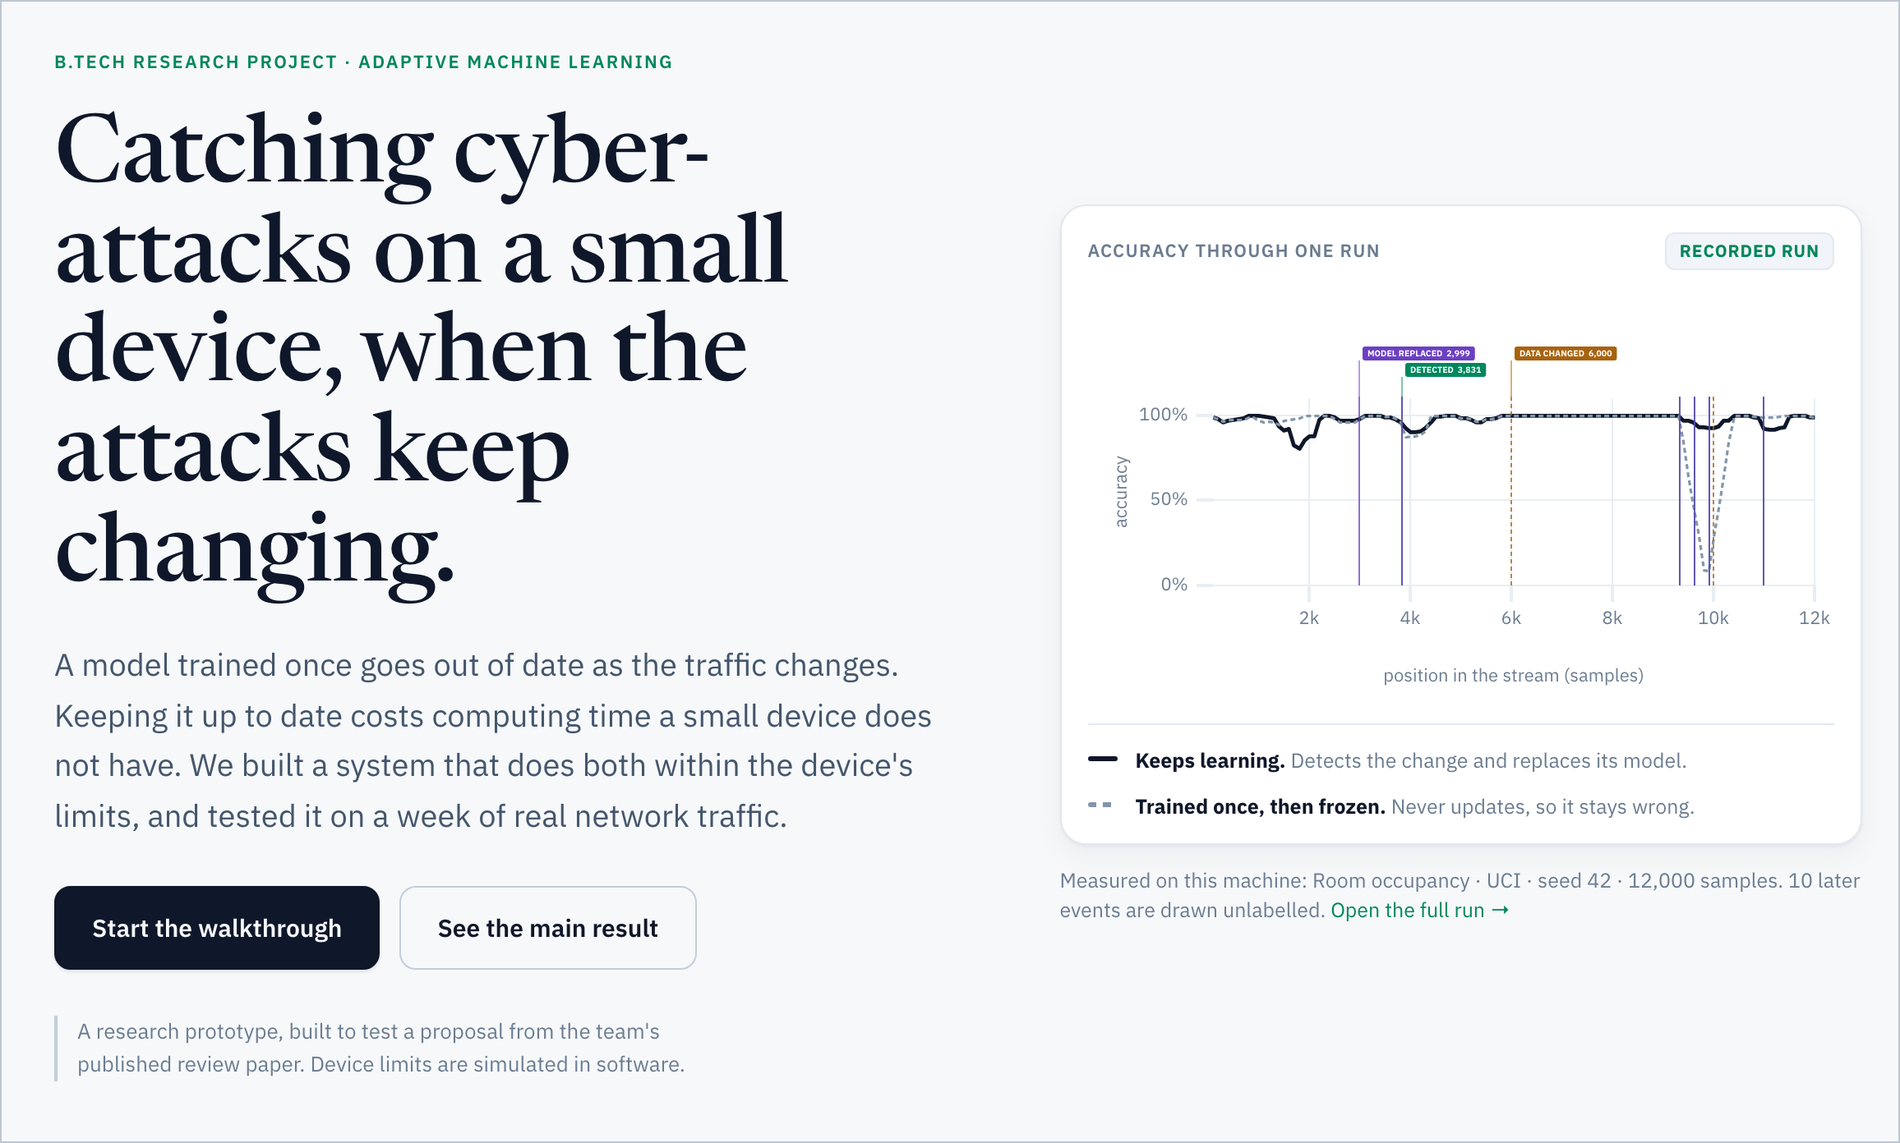 B.TECH RESEARCH PROJECT · ADAPTIVE MACHINE LEARNING
Catching cyber-
attacks on a small
device, when the
attacks keep
changing.
A model trained once goes out of date as the traffic changes.
Keeping it up to date costs computing time a small device does
not have. We built a system that does both within the device's
limits, and tested it on a week of real network traffic.
Start the walkthrough
See the main result
A research prototype, built to test a proposal from the team's
published review paper. Device limits are simulated in software.
ACCURACY THROUGH ONE RUN
RECORDED RUN
MODEL REPLACED 2,999
DATA CHANGED 6,000
DETECTED 3,831
100%
50%
0%
accuracy
2k 4k 6k 8k 10k 12k
position in the stream (samples)
Keeps learning. Detects the change and replaces its model.
Trained once, then frozen. Never updates, so it stays wrong.
Measured on this machine: Room occupancy · UCI · seed 42 · 12,000 samples. 10 later
events are drawn unlabelled. Open the full run →